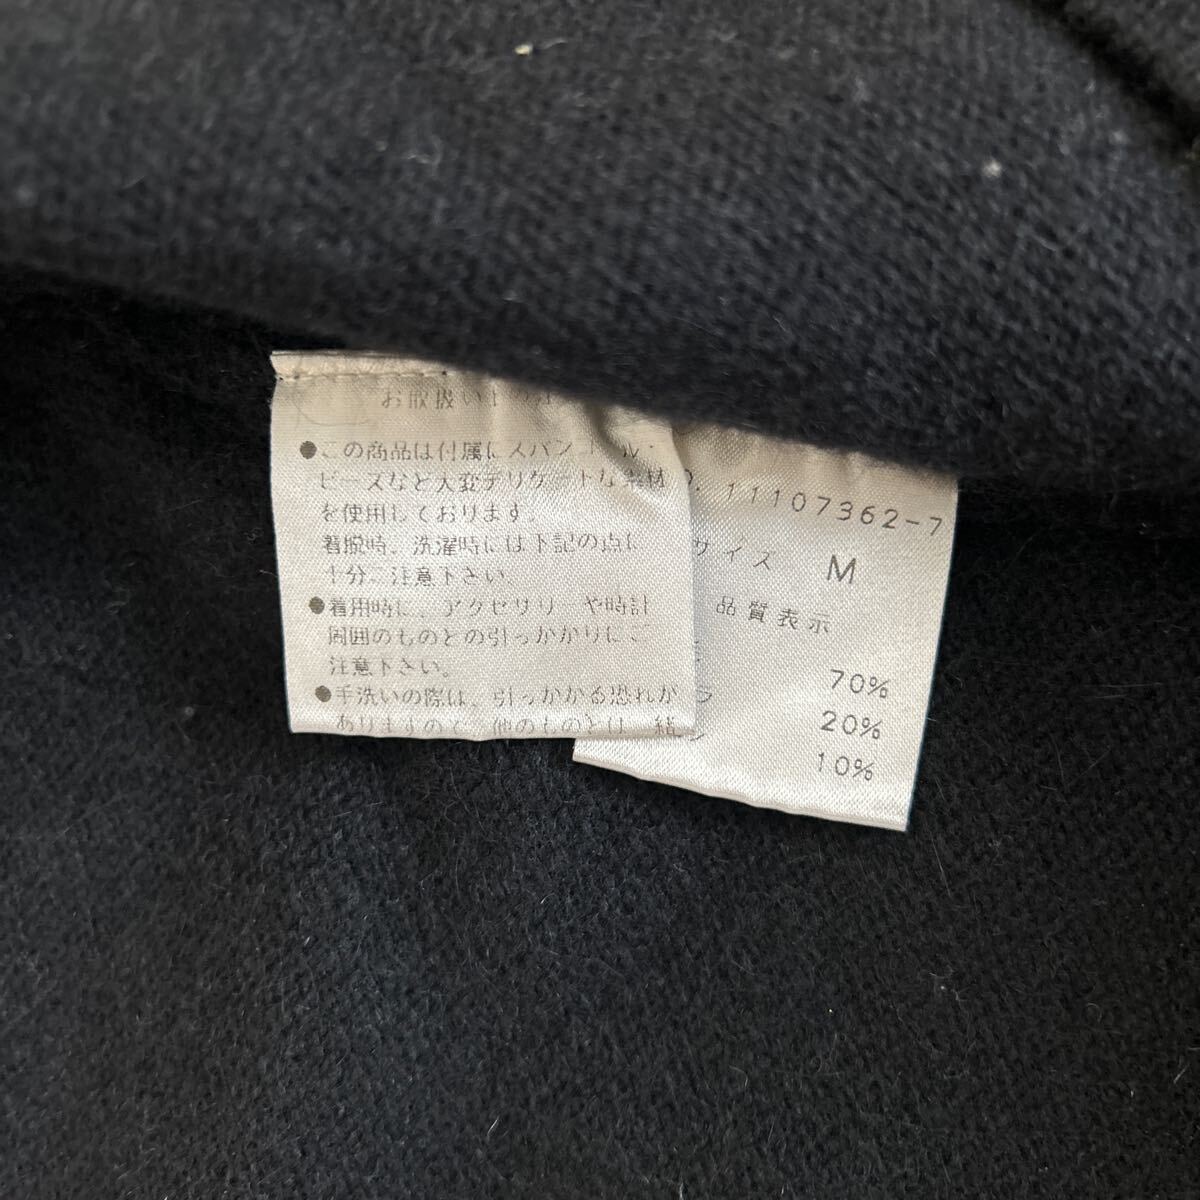 お取扱い上の注
●この商品は付属にスパンコール・
ビーズなど大変デリケートな素材
を使用しております。
着脱時、洗濯時には下記の点に
十分ご注意下さい。
●着用時に、アクセサリーや時計
周囲のものとの引っかかりにご
注意下さい。
●手洗いの際は、引っかかる恐れが
ありますので、他のものとは、
O. 11107362-7
サイズ M
品質表示
70%
ラ 20%
10%